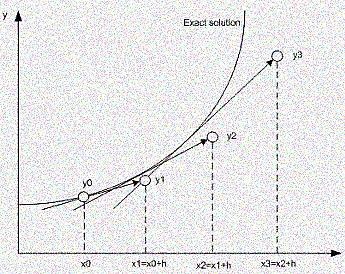 y
Exact solution
y3
y2
y0
y1
x0
x1=x0+h
x2=x1+h
x3=x2+h